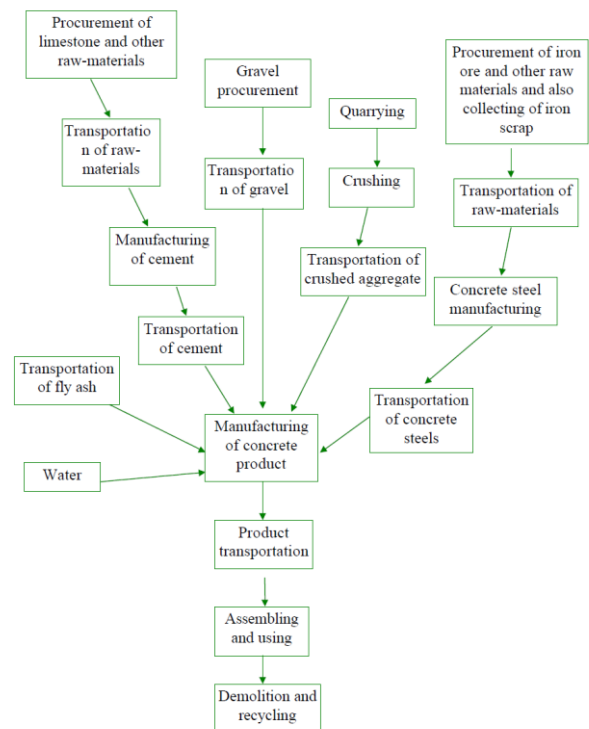 Procurement of
limestone and other
raw-materials
Gravel
procurement
Quarrying
Procurement of iron
ore and other raw
materials and also
collecting of iron
scrap
Transportatio
n of raw-
materials
Transportatio
n of gravel
Crushing
Transportation of
raw-materials
Manufacturing
of cement
Transportation of
crushed aggregate
Concrete steel
manufacturing
Transportation
of cement
Transportation
of fly ash
Manufacturing
of concrete
product
Transportation
of concrete
steels
Water
Product
transportation
Assembling
and using
Demolition and
recycling